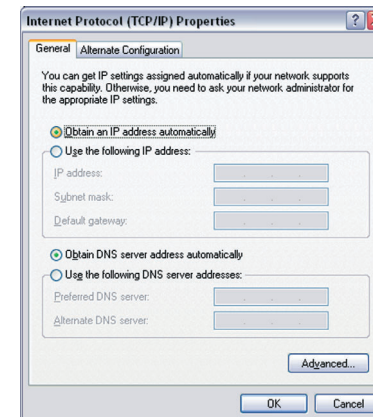 Internet Protocol (TCP/IP) Properties
General Alternate Configuration
You can get IP settings assigned automatically if your network supports
this capability. Otherwise, you need to ask your network administrator for
the appropriate IP settings.
Obtain an IP address automatically
Use the following IP address:
IP address:
Subnet mask:
Default gateway:
Obtain DNS server address automatically
Use the following DNS server addresses:
Preferred DNS server:
Alternate DNS server:
Advanced...
OK Cancel